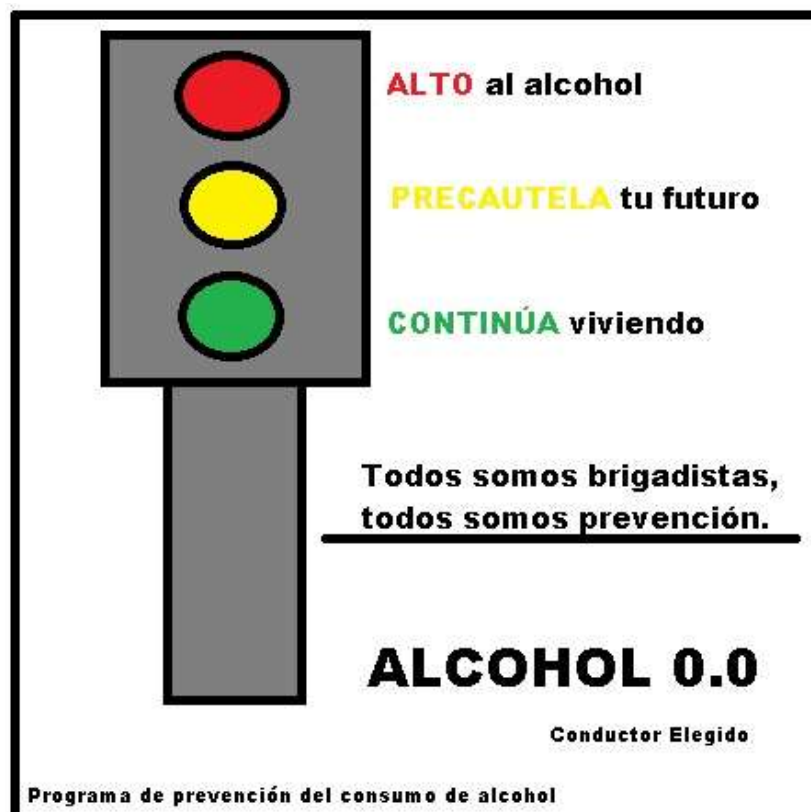 ALTO al alcohol
PRECAUTELA tu futuro
CONTINÚA viviendo
Todos somos brigadistas,
todos somos prevención.
ALCOHOL 0.0
Conductor Elegido
Programa de prevención del consumo de alcohol